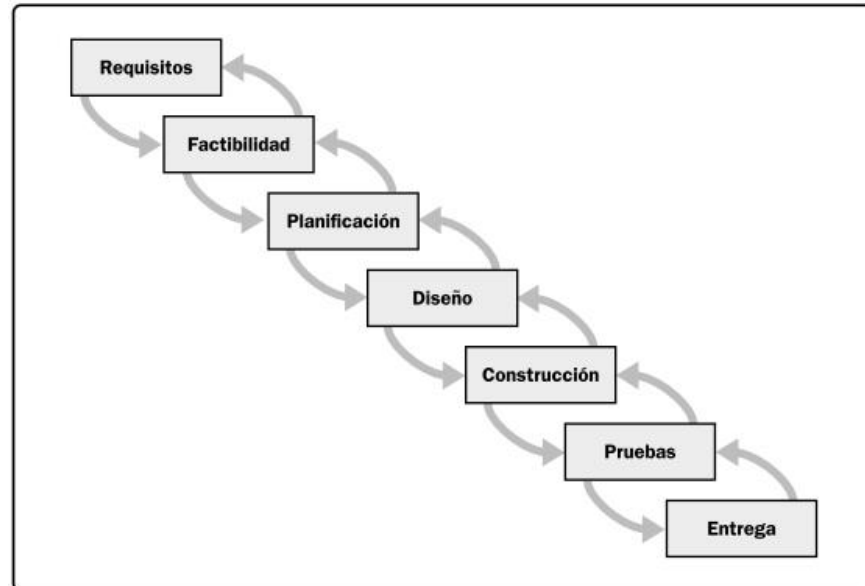 Requisitos
Factibilidad
Planificación
Diseño
Construcción
Pruebas
Entrega